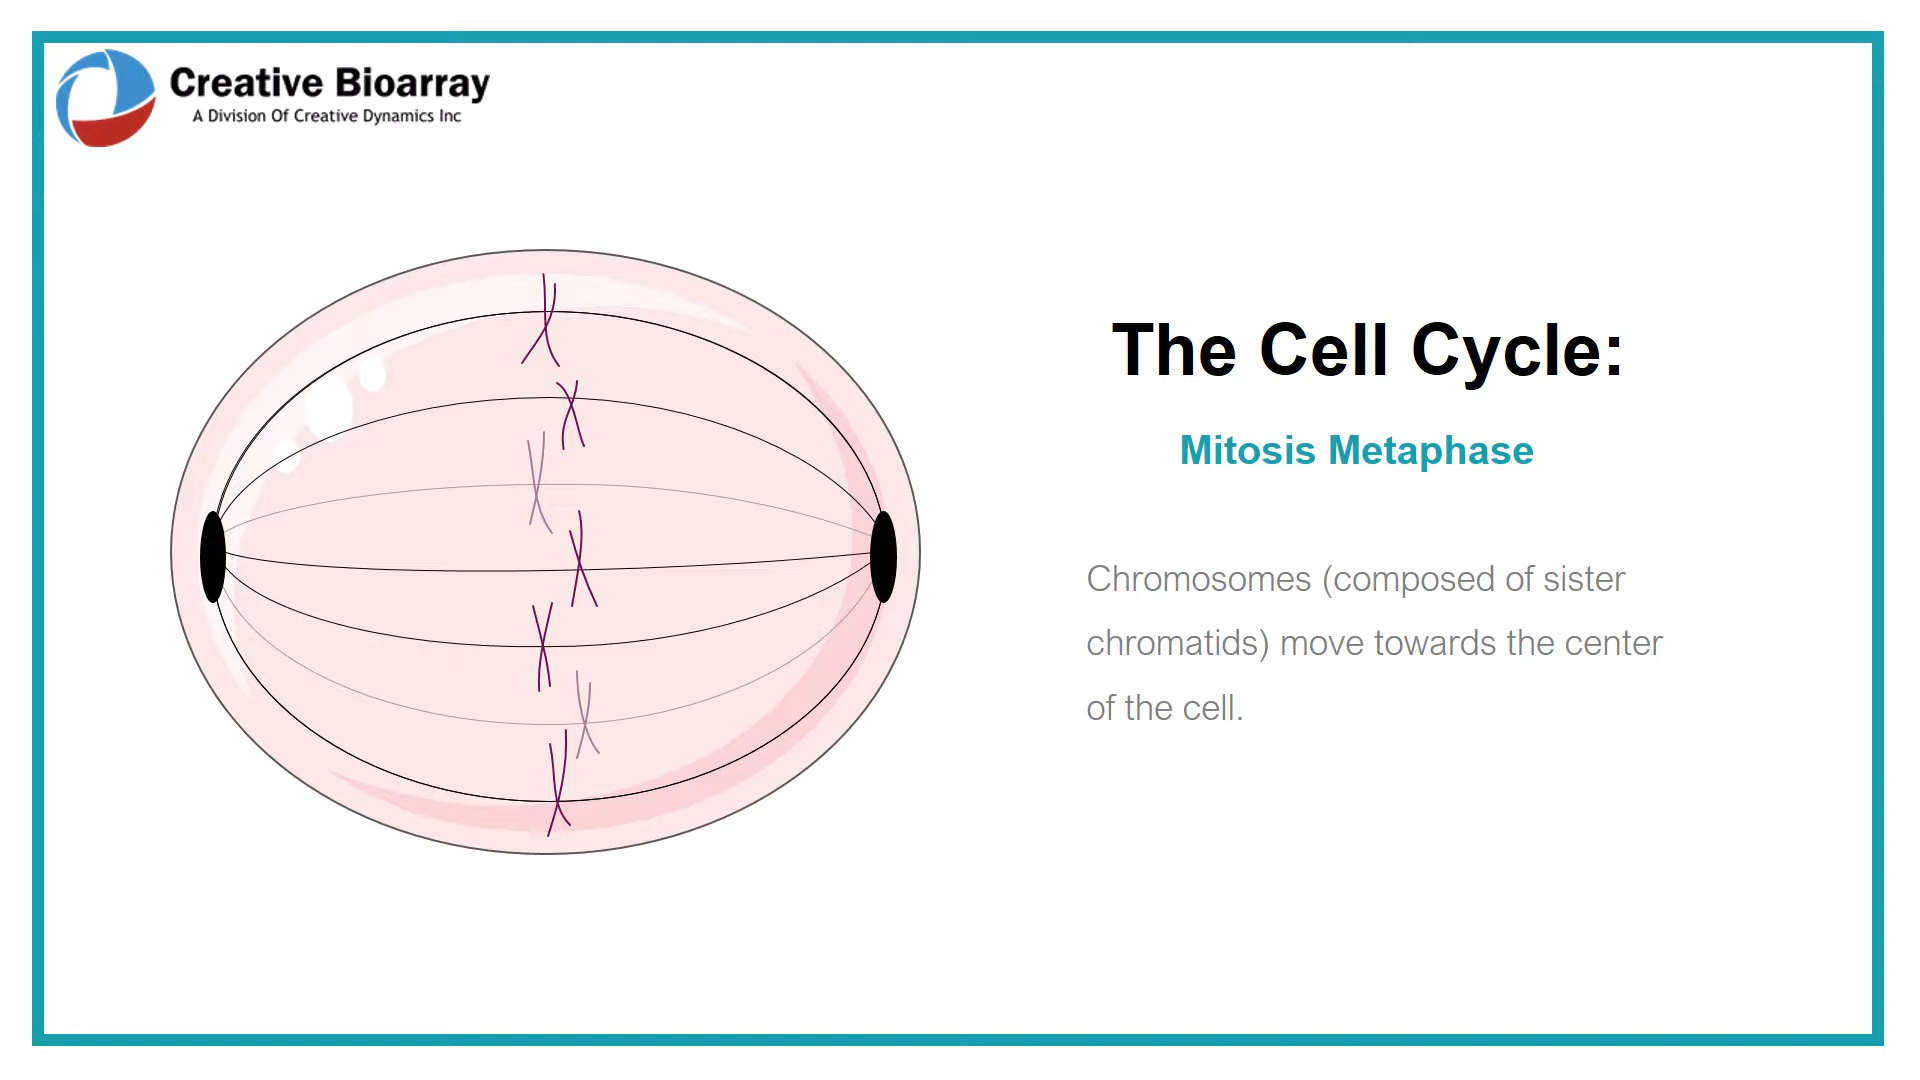 Creative Bioarray
A Division Of Creative Dynamics Inc
The Cell Cycle:
Mitosis Metaphase
Chromosomes (composed of sister
chromatids) move towards the center
of the cell.